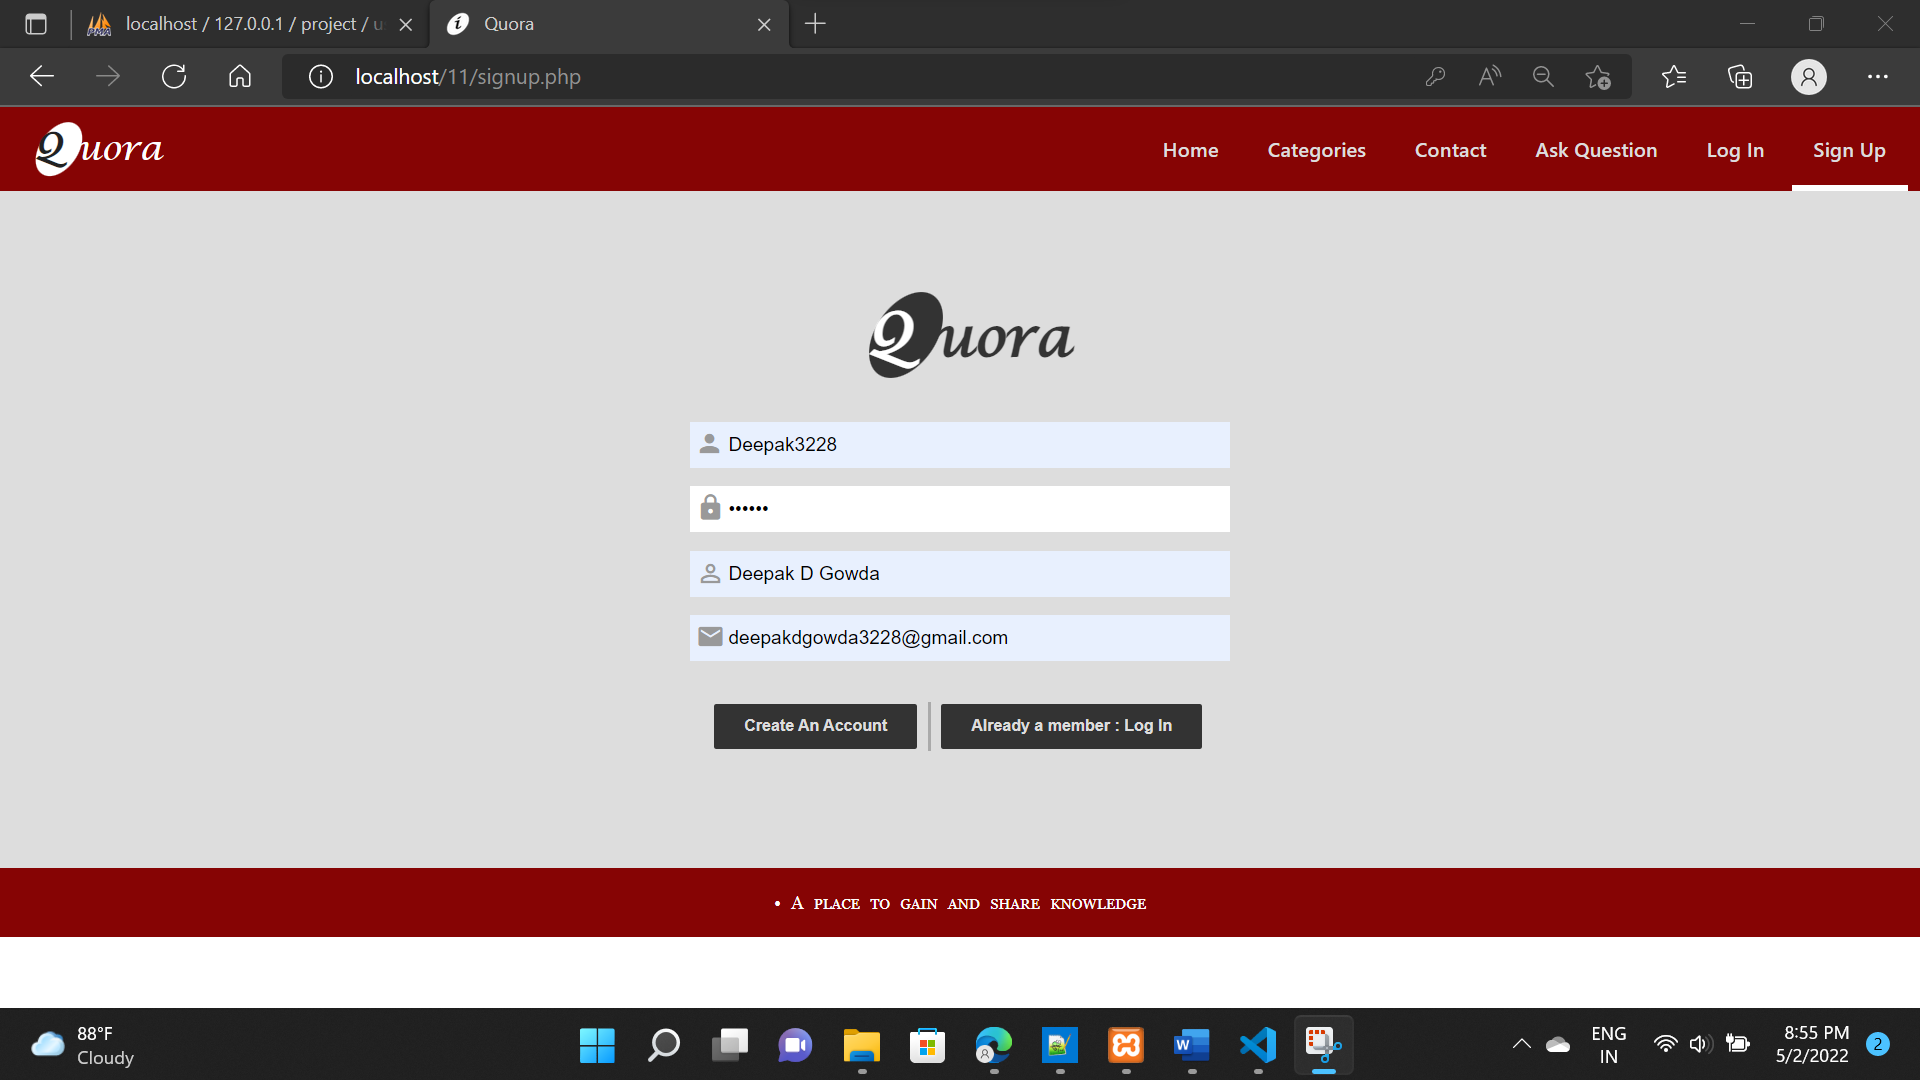 localhost / 127.0.0.1 / project / u
Quora
localhost/11/signup.php
Quora
Home
Categories
Contact
Ask Question
Log In
Sign Up
Quora
Deepak3228
••••••
Deepak D Gowda
deepakdgowda3228@gmail.com
Create An Account
Already a member : Log In
• A PLACE TO GAIN AND SHARE KNOWLEDGE
88°F
Cloudy
ENG
IN
8:55 PM
5/2/2022
2